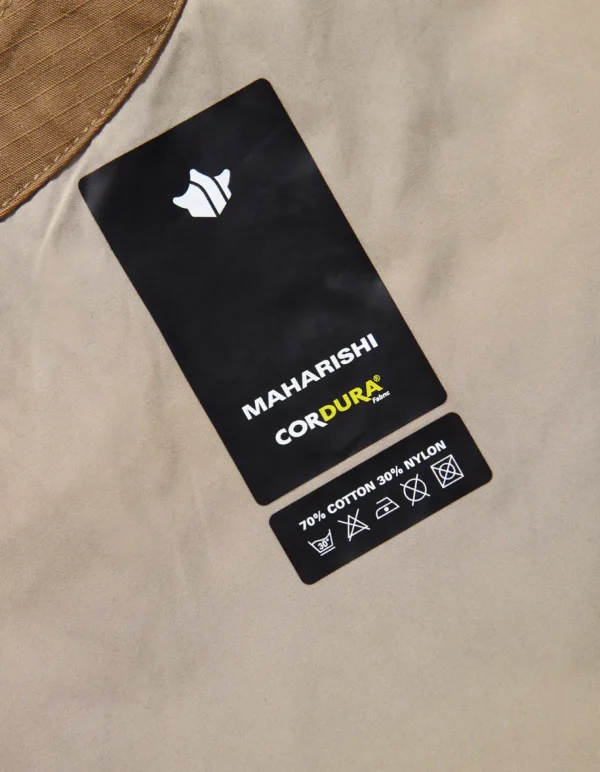 MAHARISHI
CORDURA®
Fabric
70% COTTON 30% NYLON
30°